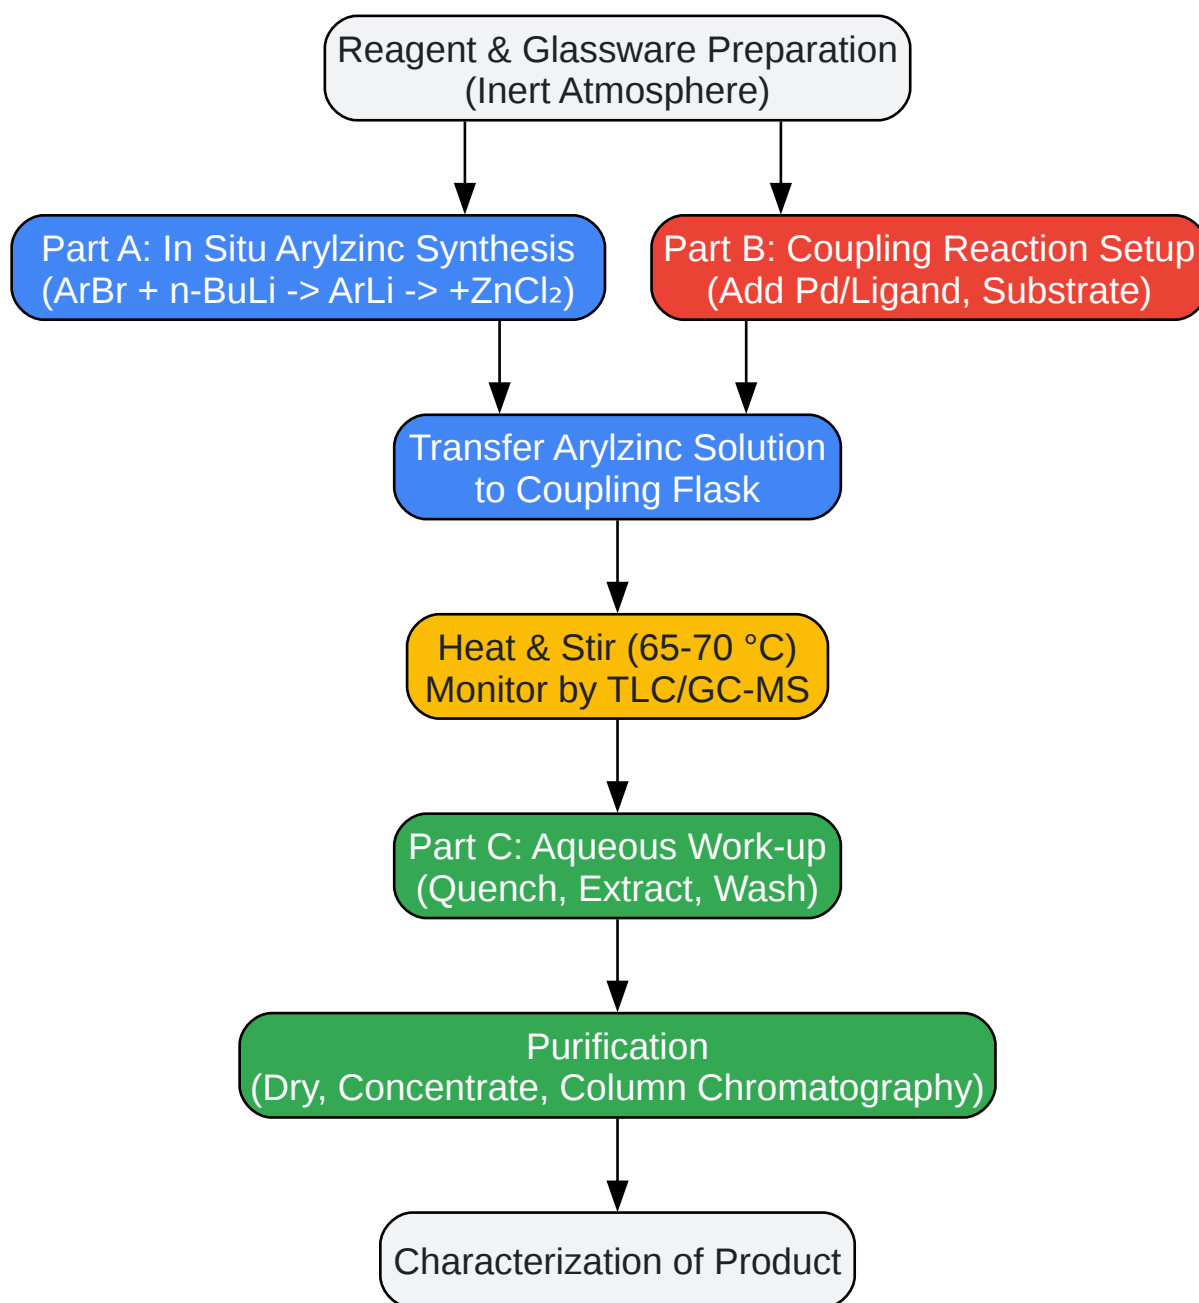 Reagent & Glassware Preparation
(Inert Atmosphere)
Part A: In Situ Arylzinc Synthesis
(ArBr + n-BuLi -> ArLi -> +ZnCl₂)
Part B: Coupling Reaction Setup
(Add Pd/Ligand, Substrate)
Transfer Arylzinc Solution
to Coupling Flask
Heat & Stir (65-70 °C)
Monitor by TLC/GC-MS
Part C: Aqueous Work-up
(Quench, Extract, Wash)
Purification
(Dry, Concentrate, Column Chromatography)
Characterization of Product